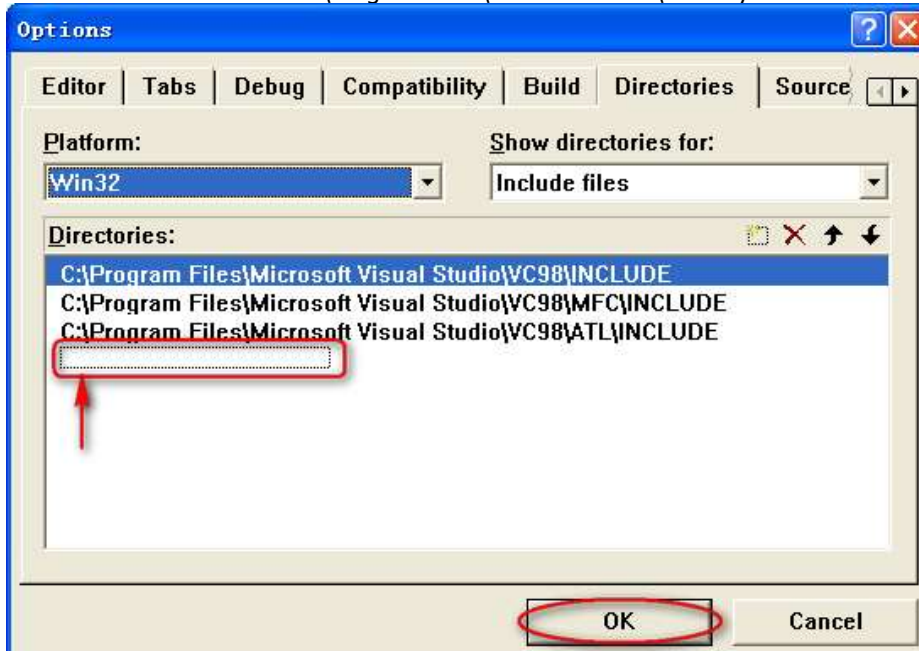 Options
Editor Tabs Debug Compatibility Build Directories Source
Platform: Show directories for:
Win32 Include files
Directories:
C:\Program Files\Microsoft Visual Studio\VC98\INCLUDE
C:\Program Files\Microsoft Visual Studio\VC98\MFC\INCLUDE
C:\Program Files\Microsoft Visual Studio\VC98\ATL\INCLUDE
OK Cancel